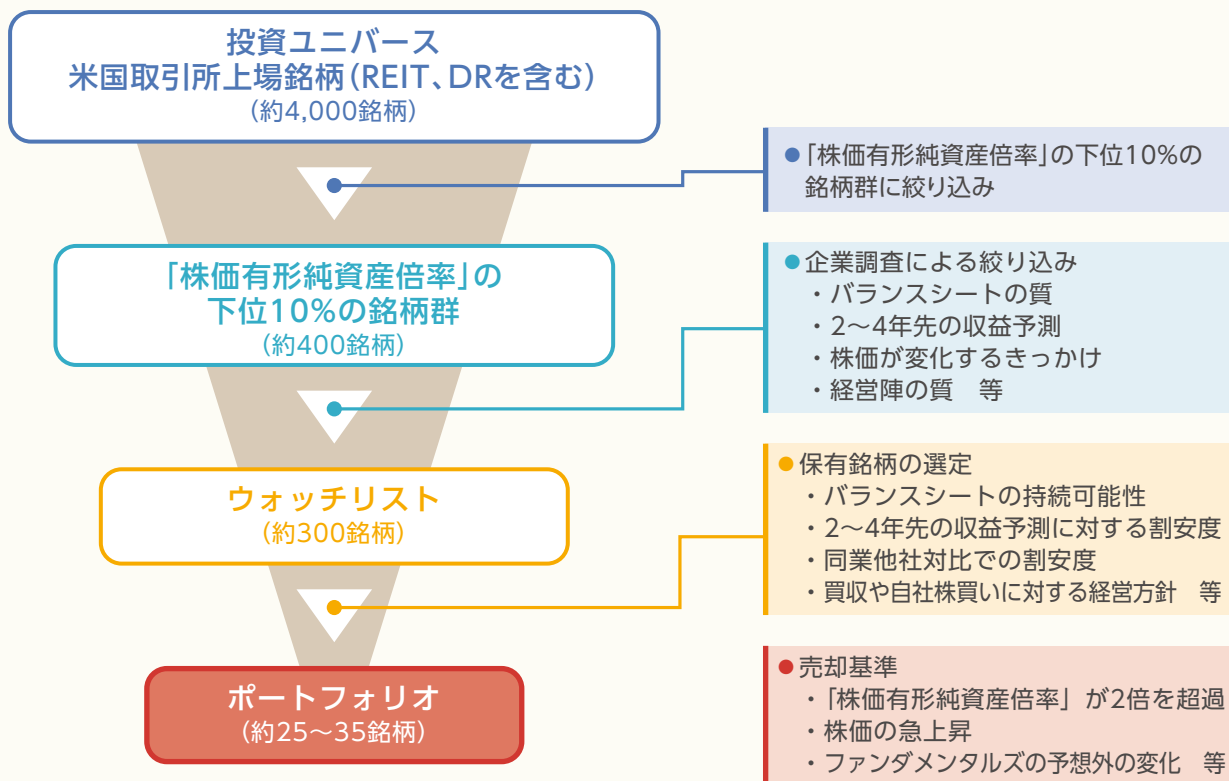 投資ユニバース
米国取引所上場銘柄(REIT、DRを含む)
(約4,000銘柄)
●「株価有形純資産倍率」の下位10%の
銘柄群に絞り込み
「株価有形純資産倍率」の
下位10%の銘柄群
(約400銘柄)
●企業調査による絞り込み
・バランスシートの質
・2〜4年先の収益予測
・株価が変化するきっかけ
・経営陣の質　等
ウォッチリスト
(約300銘柄)
●保有銘柄の選定
・バランスシートの持続可能性
・2〜4年先の収益予測に対する割安度
・同業他社対比での割安度
・買収や自社株買いに対する経営方針　等
ポートフォリオ
(約25〜35銘柄)
●売却基準
・「株価有形純資産倍率」が2倍を超過
・株価の急上昇
・ファンダメンタルズの予想外の変化　等